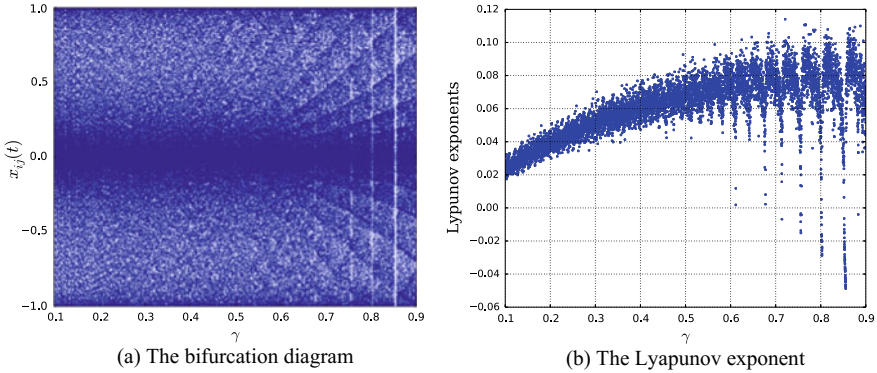 1.0
0.5
0.0
−0.5
−1.0
x_{ij}(t)
0.1 0.2 0.3 0.4 0.5 0.6 0.7 0.8 0.9
γ
(a) The bifurcation diagram
0.12
0.10
0.08
0.06
0.04
0.02
0.00
−0.02
−0.04
−0.06
Lypunov exponents
0.1 0.2 0.3 0.4 0.5 0.6 0.7 0.8 0.9
γ
(b) The Lyapunov exponent